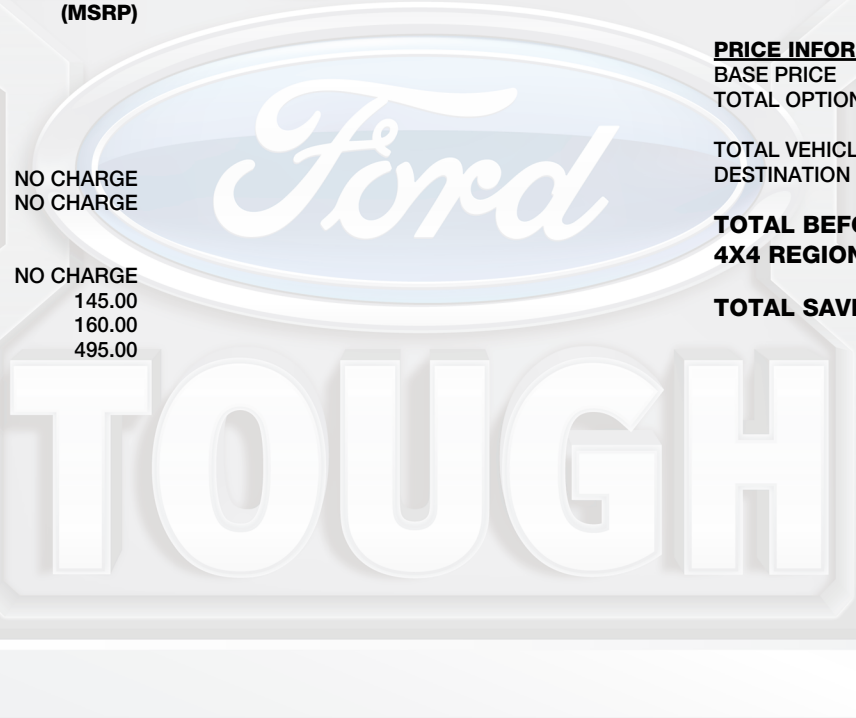 (MSRP)
PRICE INFOR
BASE PRICE
TOTAL OPTION
TOTAL VEHICL
DESTINATION
NO CHARGE
NO CHARGE
TOTAL BEFO
4X4 REGION
NO CHARGE
145.00
160.00
495.00
TOTAL SAVI
Ford
TOUGH